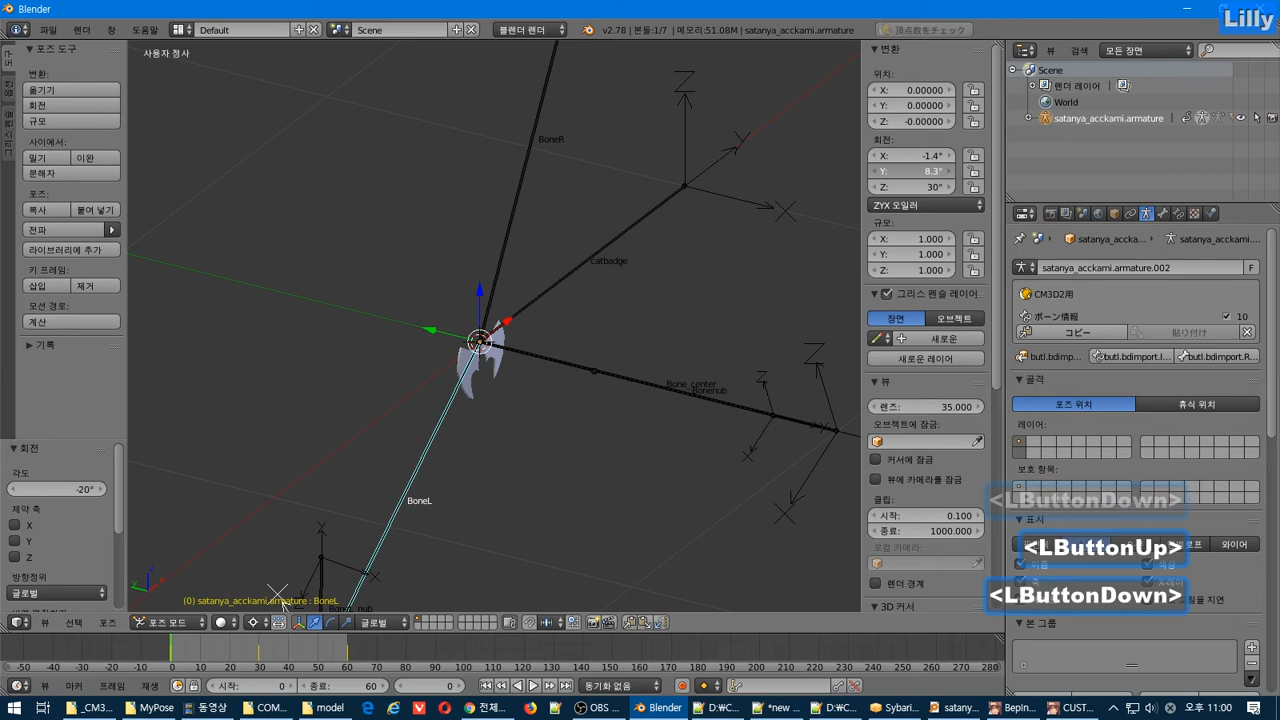 Blender
Lilly
파일 렌더 창 도움말 Default Scene 블렌더 렌더 v2.78 | 본들:1/7 | 메모리:51.08M | satanya_acckami.armature 頂点数をチェック
포즈 도구
변환:
옮기기
회전
규모
사이에서:
밀기 이완
분해자
포즈:
복사 붙여 넣기
전파
라이브러리에 추가
키 프레임:
삽입 제거
모션 경로:
계산
기록
회전
각도
-20°
제약 축
X
Y
Z
방향정위
글로벌
사용자 정사
BoneR
Z
Y
X
catbadge
Bone_center
Bonenub
Z
Z
X
X
BoneL
Y
X
X
(0) satanya_acckami.armature : BoneL
뷰 선택 포즈 포즈 모드 글로벌
변환
위치:
X: 0.00000
Y: 0.00000
Z: -0.00000
회전:
X: -1.4°
Y: 8.3°
Z: 30°
ZYX 오일러
규모:
X: 1.000
Y: 1.000
Z: 1.000
그리스 펜슬 레이어
장면 오브젝트
새로운
새로운 레이어
뷰
렌즈: 35.000
오브젝트에 잠금:
커서에 잠금
뷰에 카메라를 잠금
클립:
시작: 0.100
종료: 1000.000
로컬 카메라:
렌더 경계
3D 커서
뷰 검색 모든 장면
Scene
렌더 레이어
World
satanya_acckami.armature
satanya_acka... satanya_acckami....
satanya_acckami.armature.002 F
CM3D2用
ボーン情報 10
コピー 貼り付け
butl.bdimp... butl.bdimport.l... butl.bdimport.R...
골격
포즈 위치 휴식 위치
레이어:
보호 항목:
<LButtonDown>
표시
<LButtonUp>
와이어
<LButtonDown>
본 그룹
-50 -40 -30 -20 -10 0 10 20 30 40 50 60 70 80 90 100 110 120 130 140 150 160 170 180 190 200 210 220 230 240 250 260 270 280
뷰 마커 프레임 재생 시작: 0 종료: 60 0 동기화 없음
_CM3... MyPose 동영상 COM... model 전체... OBS ... Blender D:₩C... *new ... D:₩C... Sybari... satany... BepIn... CUST... 오후 11:00